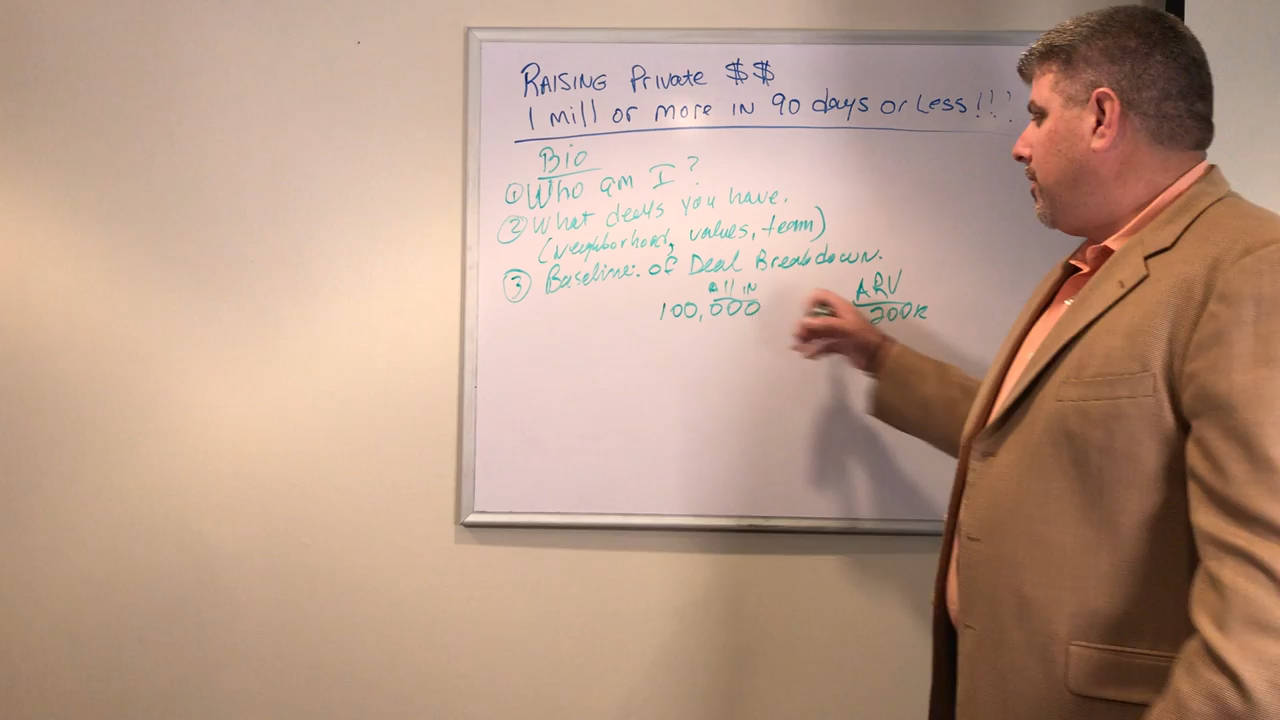 RAISING Private $$
1 mill or more IN 90 days or Less!!!
Bio
① Who am I?
② What deals you have.
(Neighborhood, values, team)
③ Baseline of Deal Breakdown.
All IN ARV
100,000 200K